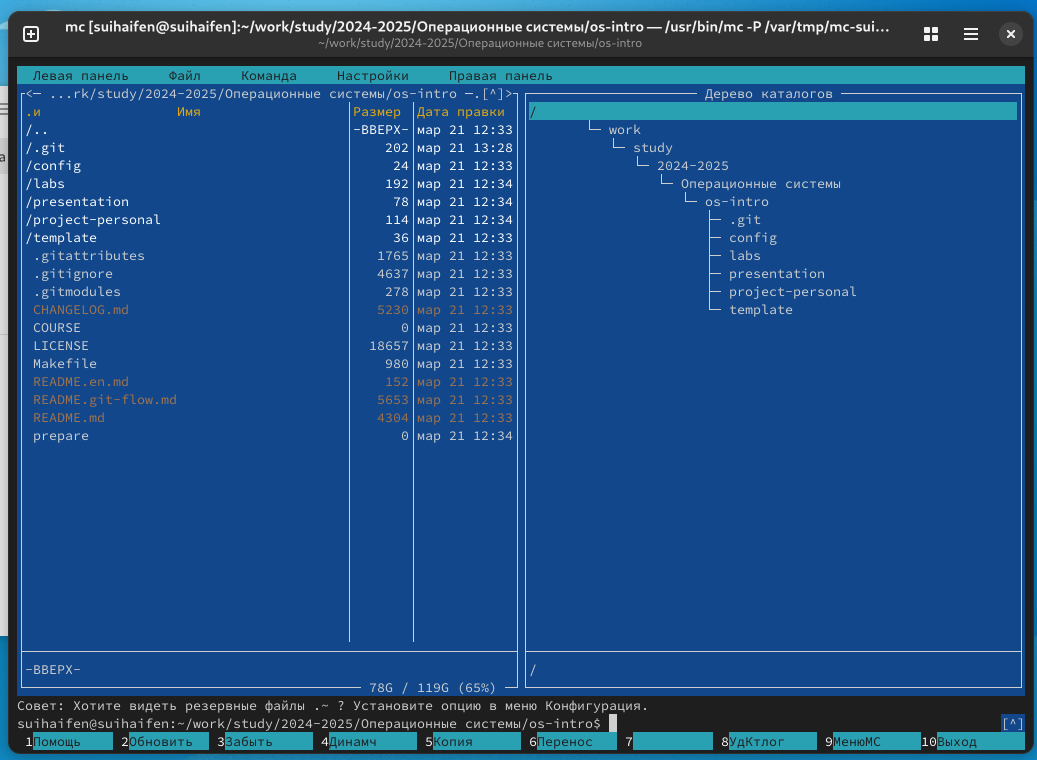 mc [suihaifen@suihaifen]:~/work/study/2024-2025/Операционные системы/os-intro — /usr/bin/mc -P /var/tmp/mc-sui…
~/work/study/2024-2025/Операционные системы/os-intro
Левая панель Файл Команда Настройки Правая панель
<— ...rk/study/2024-2025/Операционные системы/os-intro —.[^]>
.и Имя Размер Дата правки
/.. -ВВЕРХ- мар 21 12:33
/.git 202 мар 21 13:28
/config 24 мар 21 12:33
/labs 192 мар 21 12:34
/presentation 78 мар 21 12:34
/project-personal 114 мар 21 12:34
/template 36 мар 21 12:33
.gitattributes 1765 мар 21 12:33
.gitignore 4637 мар 21 12:33
.gitmodules 278 мар 21 12:33
CHANGELOG.md 5230 мар 21 12:33
COURSE 0 мар 21 12:33
LICENSE 18657 мар 21 12:33
Makefile 980 мар 21 12:33
README.en.md 152 мар 21 12:33
README.git-flow.md 5653 мар 21 12:33
README.md 4304 мар 21 12:33
prepare 0 мар 21 12:34
-ВВЕРХ-
78G / 119G (65%)
Дерево каталогов
/
work
study
2024-2025
Операционные системы
os-intro
.git
config
labs
presentation
project-personal
template
/
Совет: Хотите видеть резервные файлы .~ ? Установите опцию в меню Конфигурация.
suihaifen@suihaifen:~/work/study/2024-2025/Операционные системы/os-intro$ [^]
1Помощь 2Обновить 3Забыть 4Динамч 5Копия 6Перенос 7 8УдКтлог 9МенюМС 10Выход